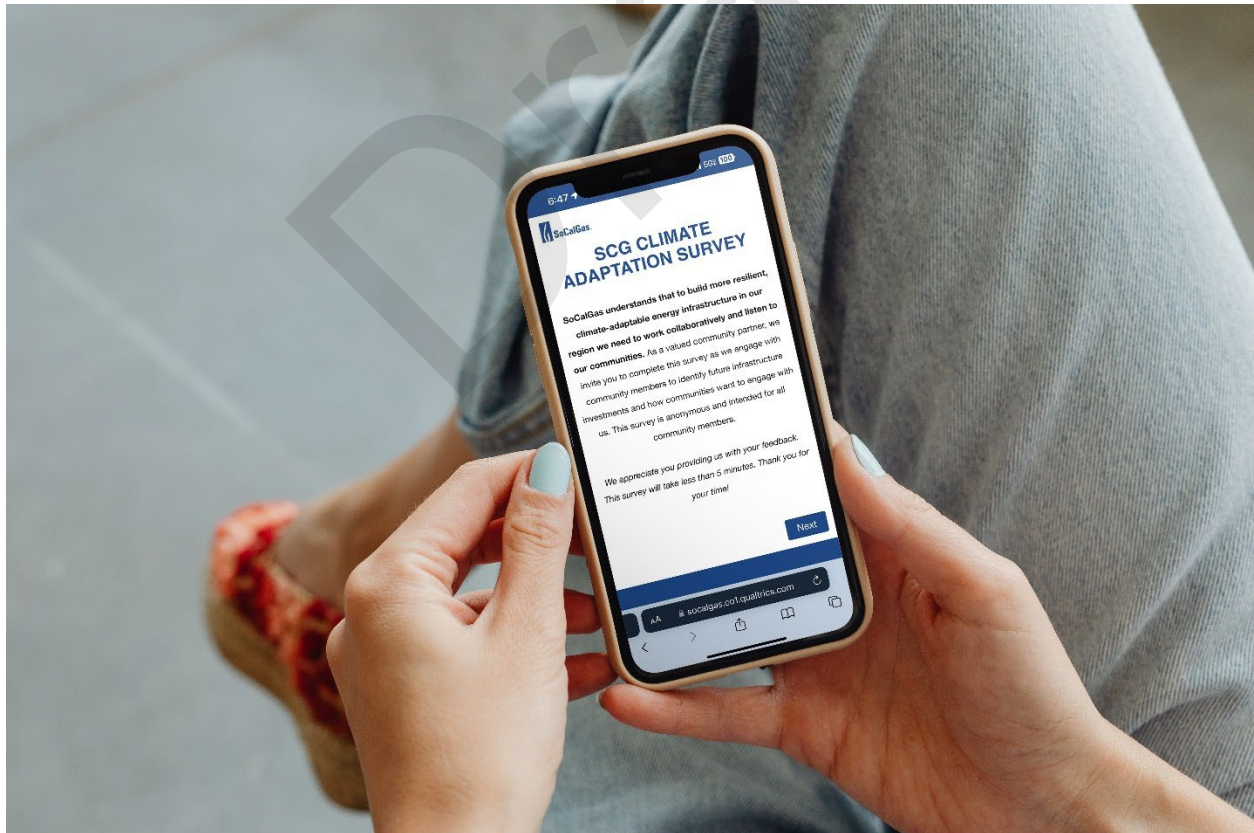 6:47
5G 100
SoCalGas
SCG CLIMATE
ADAPTATION SURVEY
SoCalGas understands that to build more resilient,
climate-adaptable energy infrastructure in our
region we need to work collaboratively and listen to
our communities. As a valued community partner, we
invite you to complete this survey as we engage with
community members to identify future infrastructure
investments and how communities want to engage with
us. This survey is anonymous and intended for all
community members.
We appreciate you providing us with your feedback.
This survey will take less than 5 minutes. Thank you for
your time!
Next
AA socalgas.co1.qualtrics.com